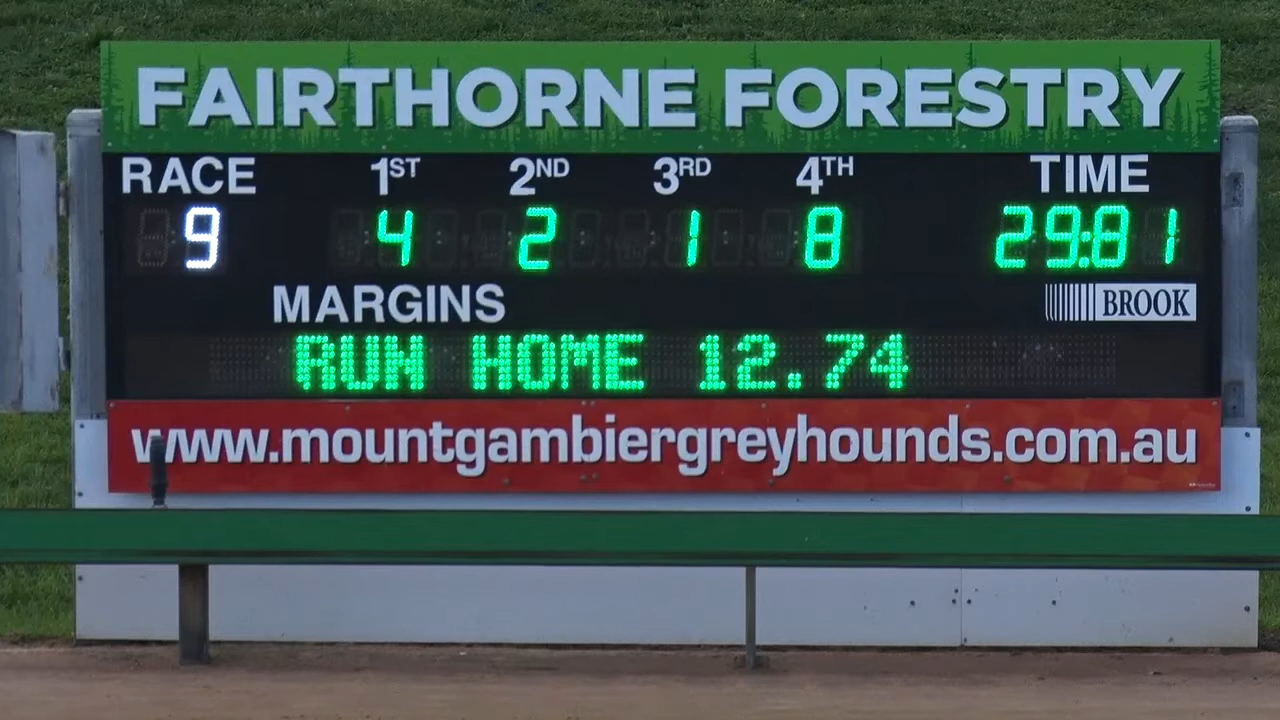 FAIRTHORNE FORESTRY
RACE 1ST 2ND 3RD 4TH TIME
9 4 2 1 8 29:81
MARGINS BROOK
RUN HOME 12.74
www.mountgambiergreyhounds.com.au